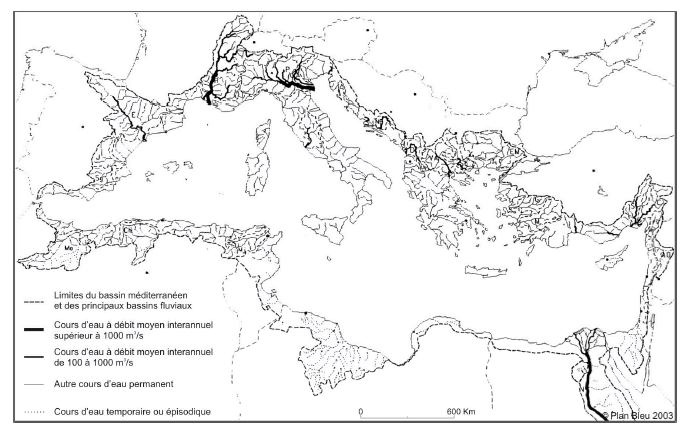 Limites du bassin méditerranéen
et des principaux bassins fluviaux
Cours d'eau à débit moyen interannuel
supérieur à 1000 m³/s
Cours d'eau à débit moyen interannuel
de 100 à 1000 m³/s
Autre cours d'eau permanent
Cours d'eau temporaire ou épisodique
0 600 Km
© Plan Bleu 2003